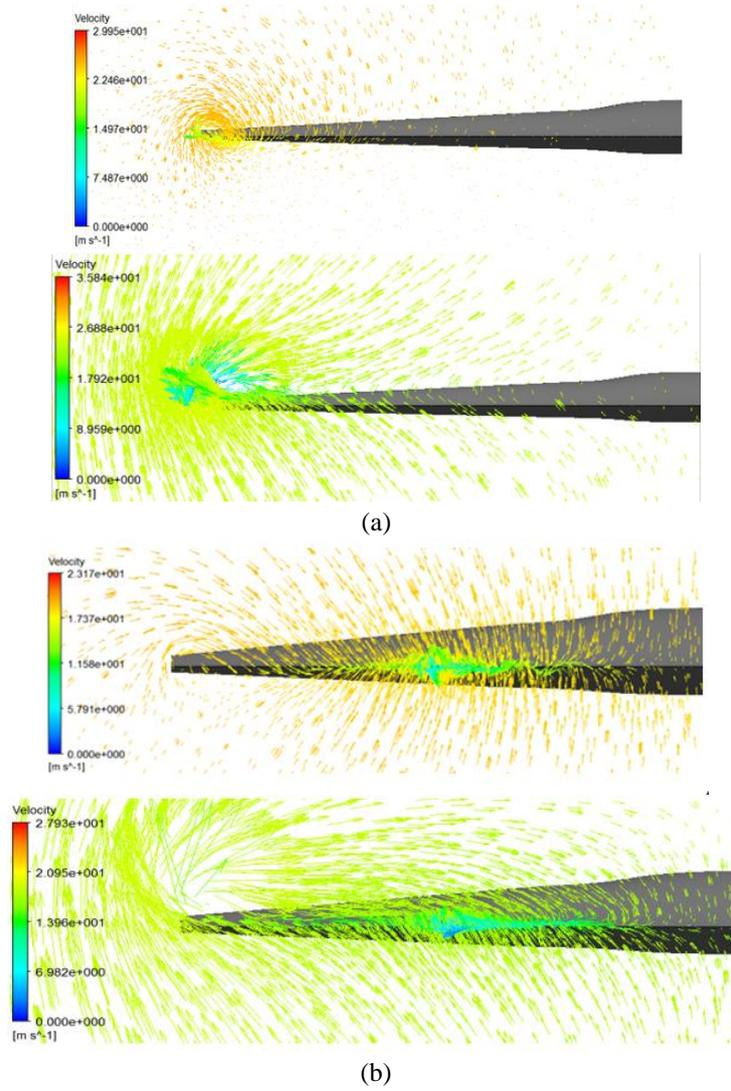 Velocity
2.995e+001
2.246e+001
1.497e+001
7.487e+000
0.000e+000
[m s^-1]
Velocity
3.584e+001
2.688e+001
1.792e+001
8.959e+000
0.000e+000
[m s^-1]
(a)
Velocity
2.317e+001
1.737e+001
1.158e+001
5.791e+000
0.000e+000
[m s^-1]
Velocity
2.793e+001
2.095e+001
1.396e+001
6.982e+000
0.000e+000
[m s^-1]
(b)